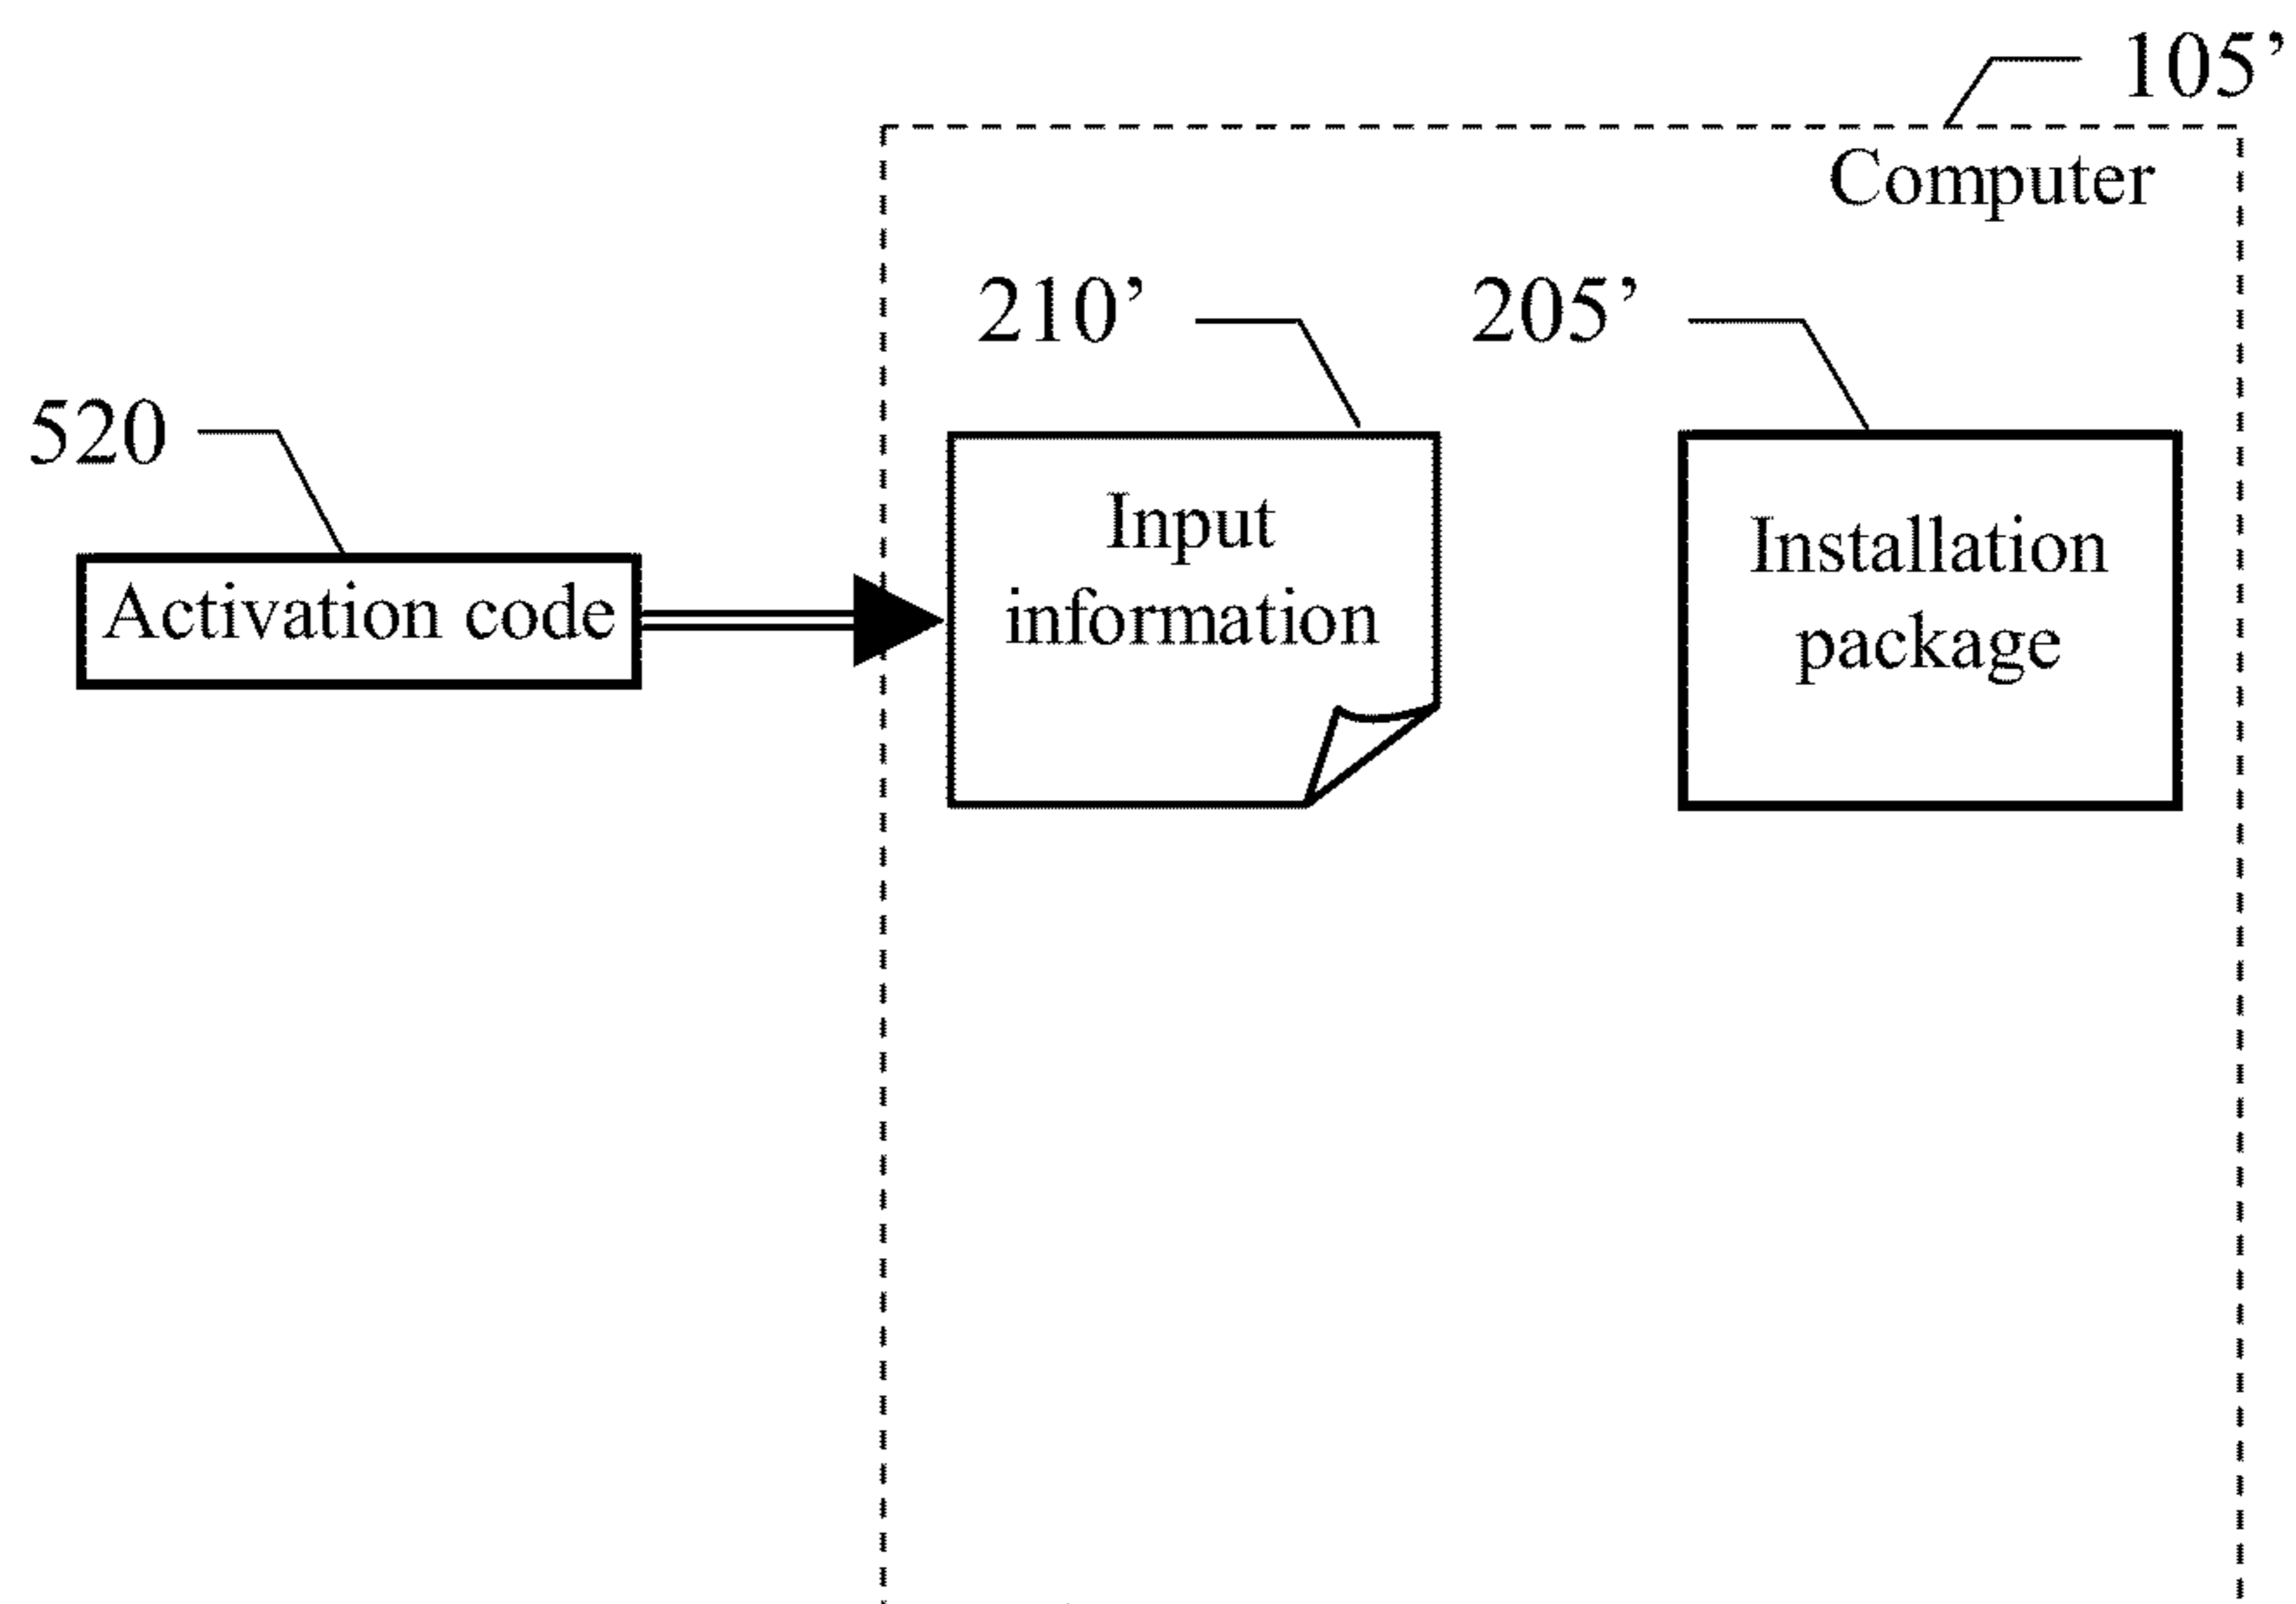 105’
Computer
210’
205’
520
Input
information
Installation
package
Activation code